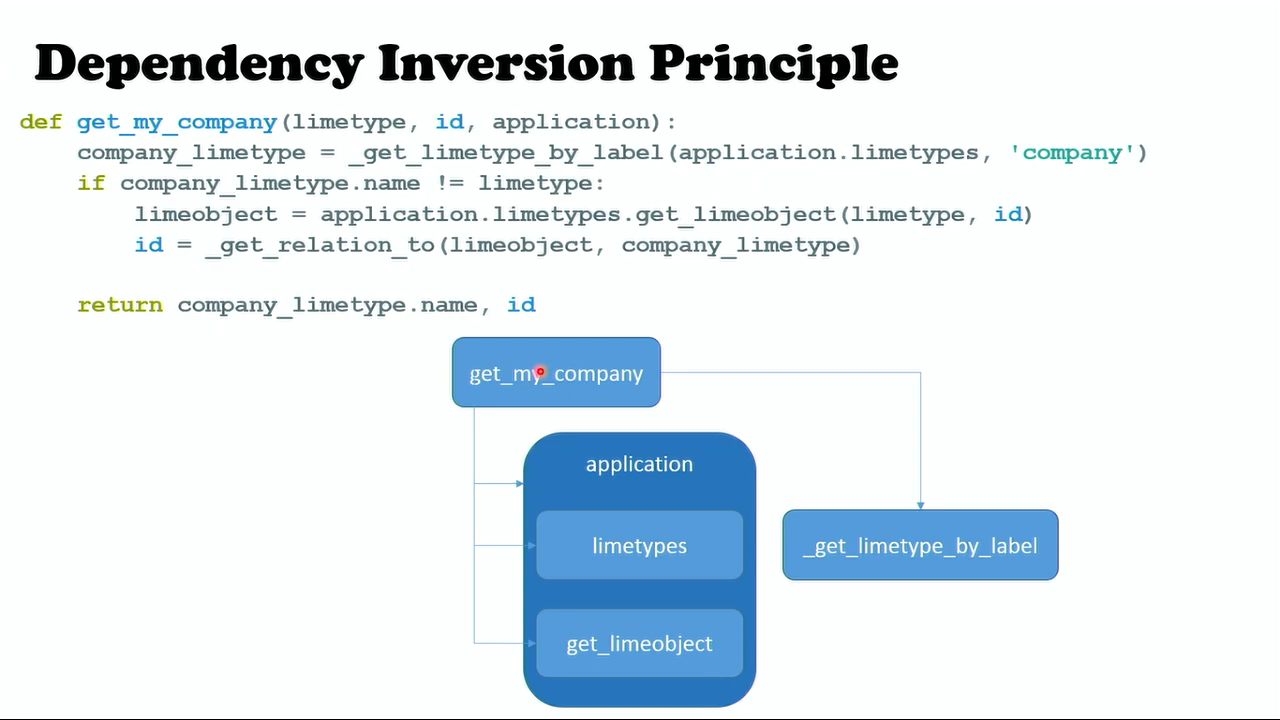 Dependency Inversion Principle
def get_my_company(limetype, id, application):
    company_limetype = _get_limetype_by_label(application.limetypes, 'company')
    if company_limetype.name != limetype:
        limeobject = application.limetypes.get_limeobject(limetype, id)
        id = _get_relation_to(limeobject, company_limetype)
    return company_limetype.name, id
get_my_company
application
limetypes
_get_limetype_by_label
get_limeobject